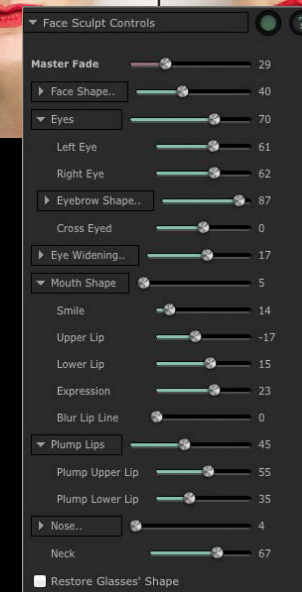 Face Sculpt Controls ?
Master Fade 29
Face Shape.. 40
Eyes 70
Left Eye 61
Right Eye 62
Eyebrow Shape.. 87
Cross Eyed 0
Eye Widening.. 17
Mouth Shape 5
Smile 14
Upper Lip -17
Lower Lip 15
Expression 23
Blur Lip Line 0
Plump Lips 45
Plump Upper Lip 55
Plump Lower Lip 35
Nose.. 4
Neck 67
Restore Glasses' Shape